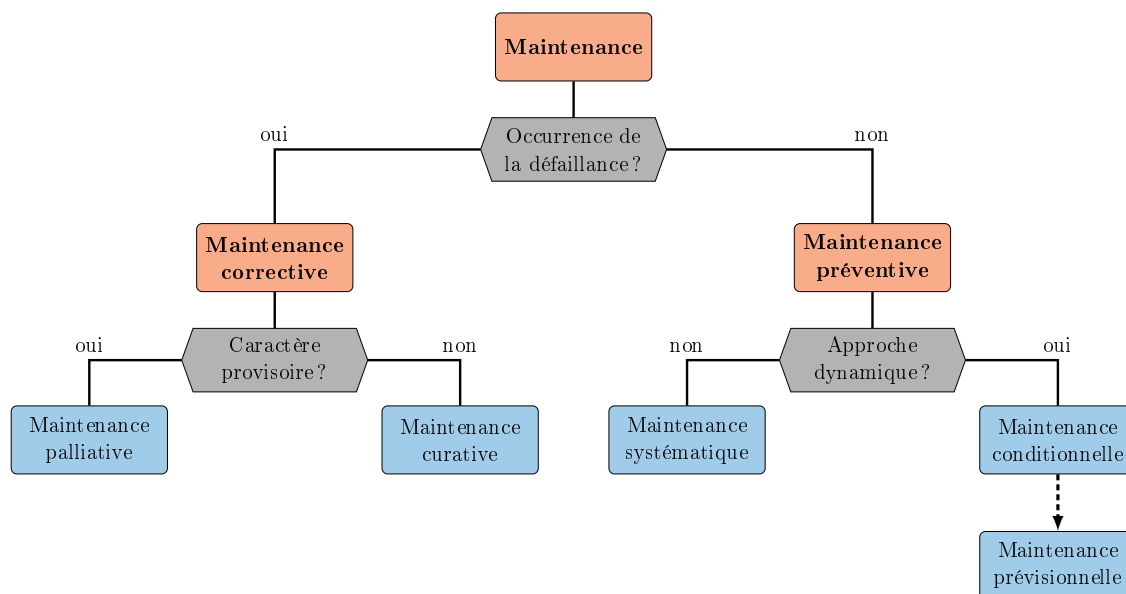 Maintenance
oui
Occurrence de
la défaillance ?
non
Maintenance
corrective
Maintenance
préventive
oui
Caractère
provisoire ?
non
non
Approche
dynamique ?
oui
Maintenance
palliative
Maintenance
curative
Maintenance
systématique
Maintenance
conditionnelle
Maintenance
prévisionnelle